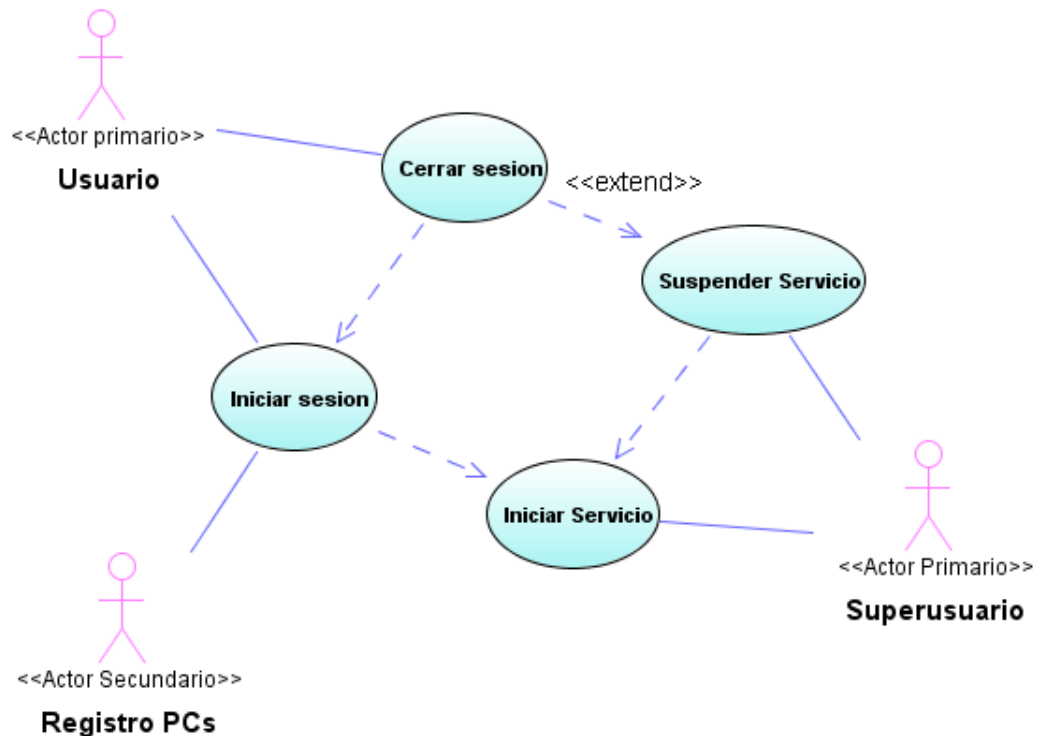 <<Actor primario>>
Usuario
Cerrar sesion
<<extend>>
Suspender Servicio
Iniciar sesion
Iniciar Servicio
<<Actor Primario>>
Superusuario
<<Actor Secundario>>
Registro PCs